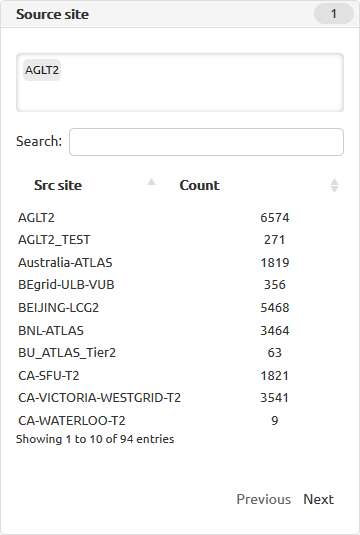 Source site 1
AGLT2
Search:
Src site Count
AGLT2 6574
AGLT2_TEST 271
Australia-ATLAS 1819
BEgrid-ULB-VUB 356
BEIJING-LCG2 5468
BNL-ATLAS 3464
BU_ATLAS_Tier2 63
CA-SFU-T2 1821
CA-VICTORIA-WESTGRID-T2 3541
CA-WATERLOO-T2 9
Showing 1 to 10 of 94 entries
Previous Next